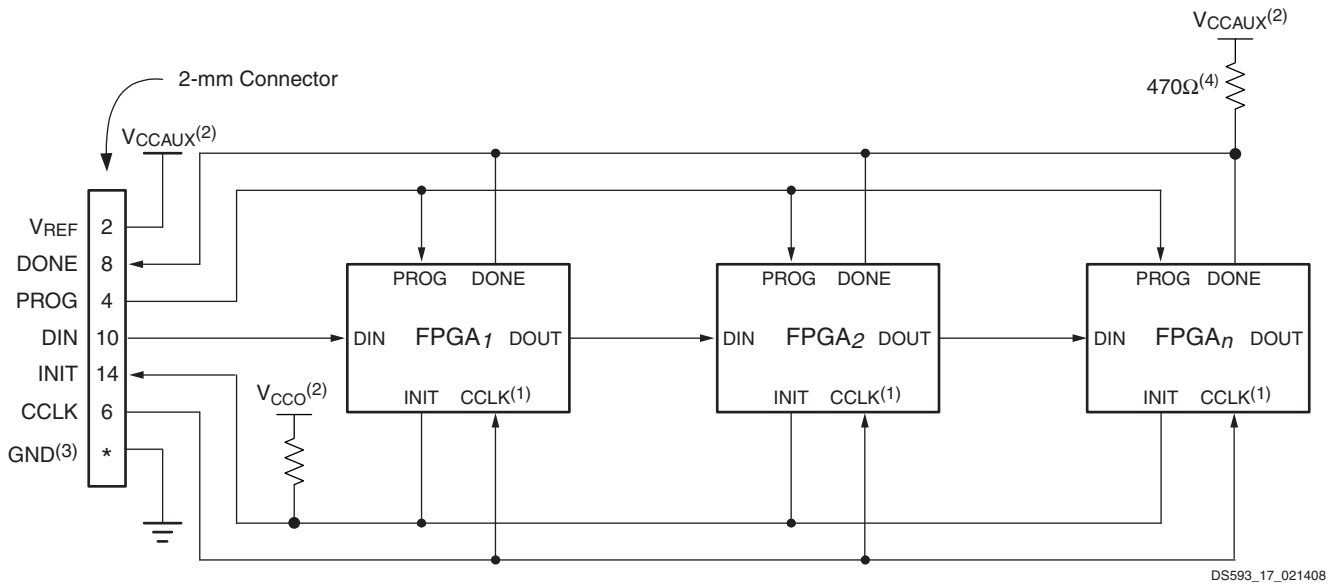 VCCAUX(2)
2-mm Connector
470Ω(4)
VCCAUX(2)
VREF 2
DONE 8
PROG 4
DIN 10
INIT 14
CCLK 6
GND(3) *
PROG DONE
DIN FPGA1 DOUT
INIT CCLK(1)
PROG DONE
DIN FPGA2 DOUT
INIT CCLK(1)
PROG DONE
DIN FPGAn DOUT
INIT CCLK(1)
VCCO(2)
DS593_17_021408